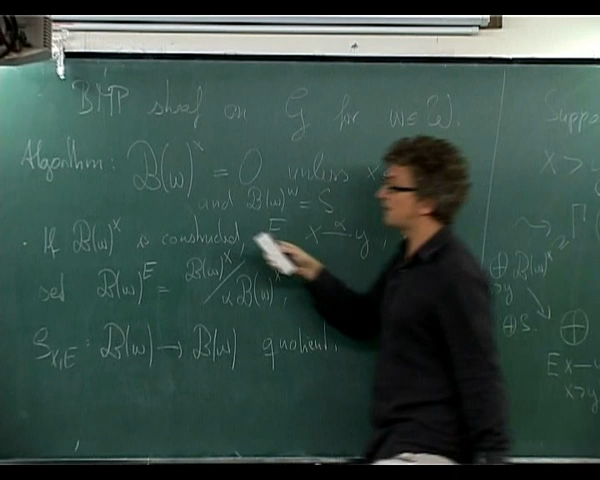 BMP sheaf on G for w∈W.
Algorithm: B(w)^x = 0 unless x
and B(w)^w = S
· If B(w)^x is constructed, E: x —α— y,
set B(w)^E = B(w)^x / αB(w)^x,
S_{x,E}: B(w) → B(w) quotient.
Suppo
x >
⇝ Γ
⊕ B(w)^x
>y
⊕S.
⊕
E x—
x>y